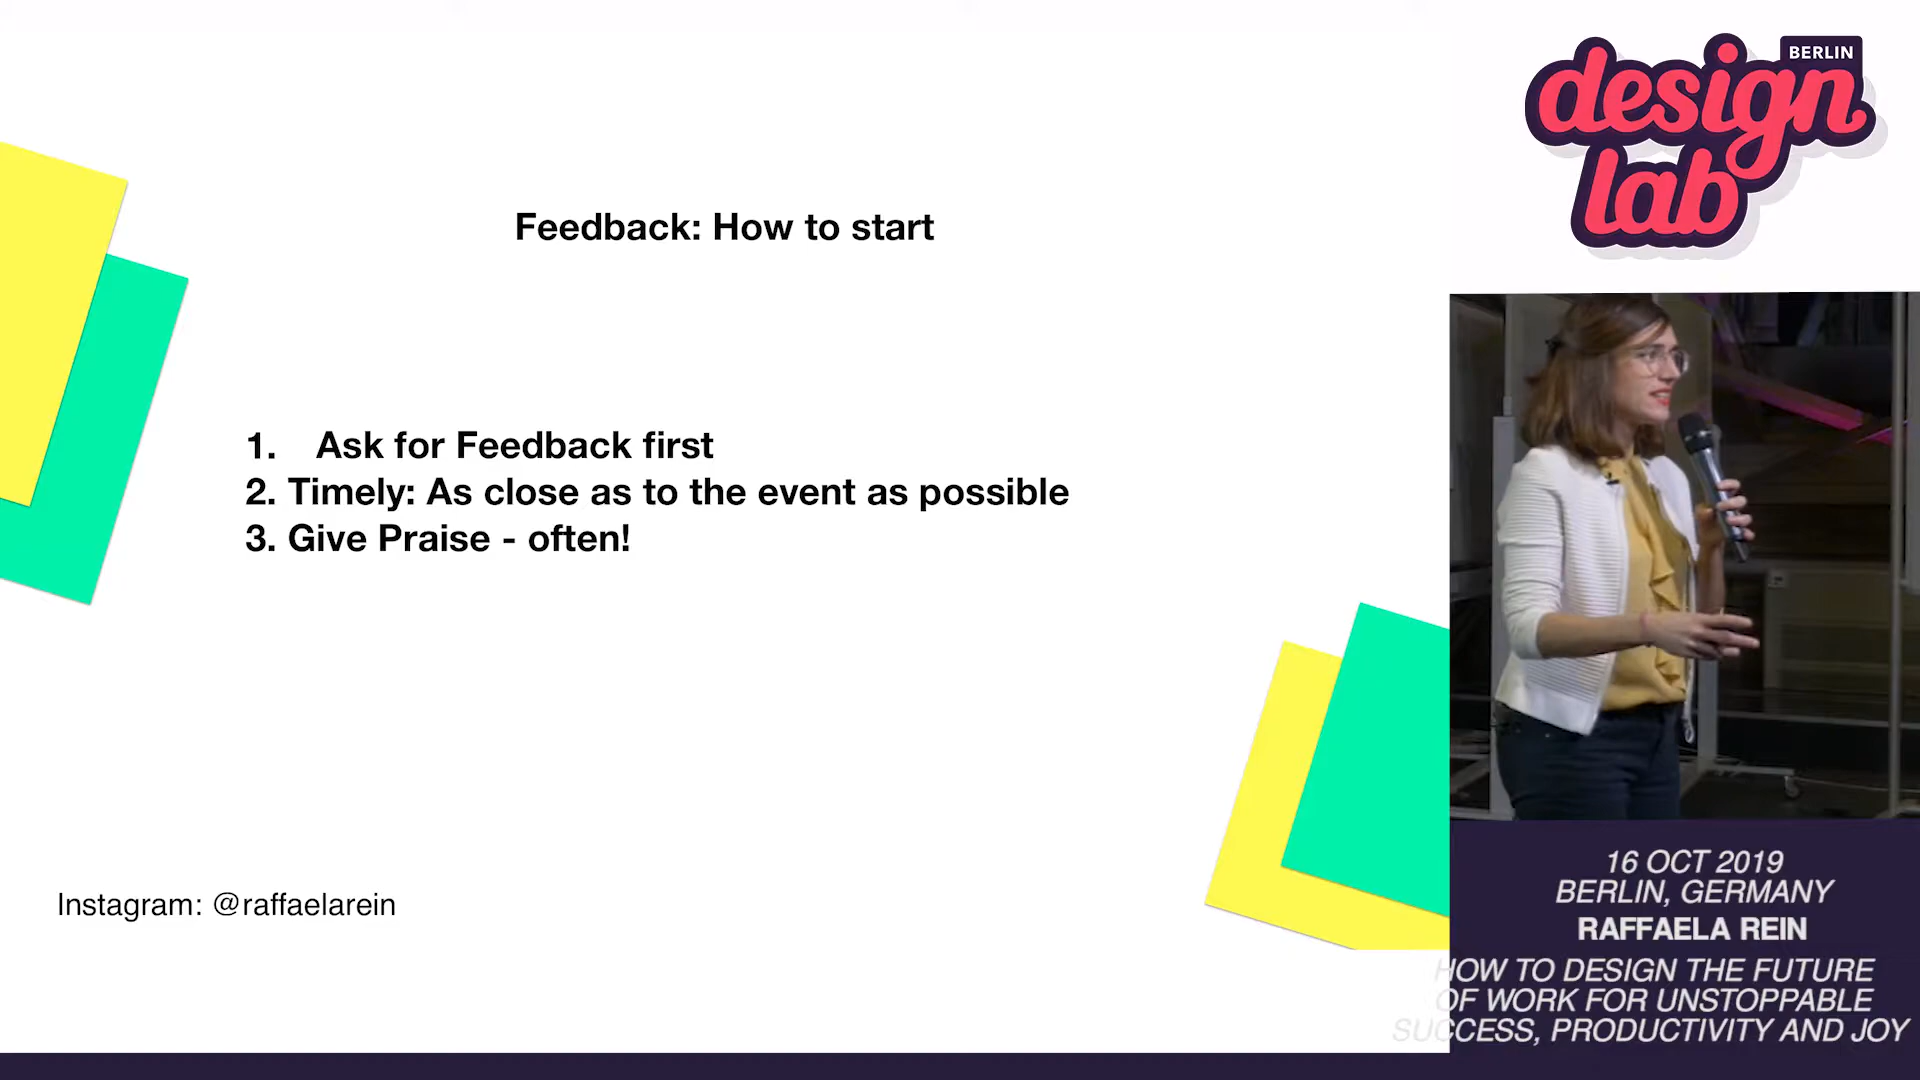 Feedback: How to start
1. Ask for Feedback first
2. Timely: As close as to the event as possible
3. Give Praise - often!
Instagram: @raffaelarein
BERLIN
design
lab
16 OCT 2019
BERLIN, GERMANY
RAFFAELA REIN
HOW TO DESIGN THE FUTURE
OF WORK FOR UNSTOPPABLE
SUCCESS, PRODUCTIVITY AND JOY